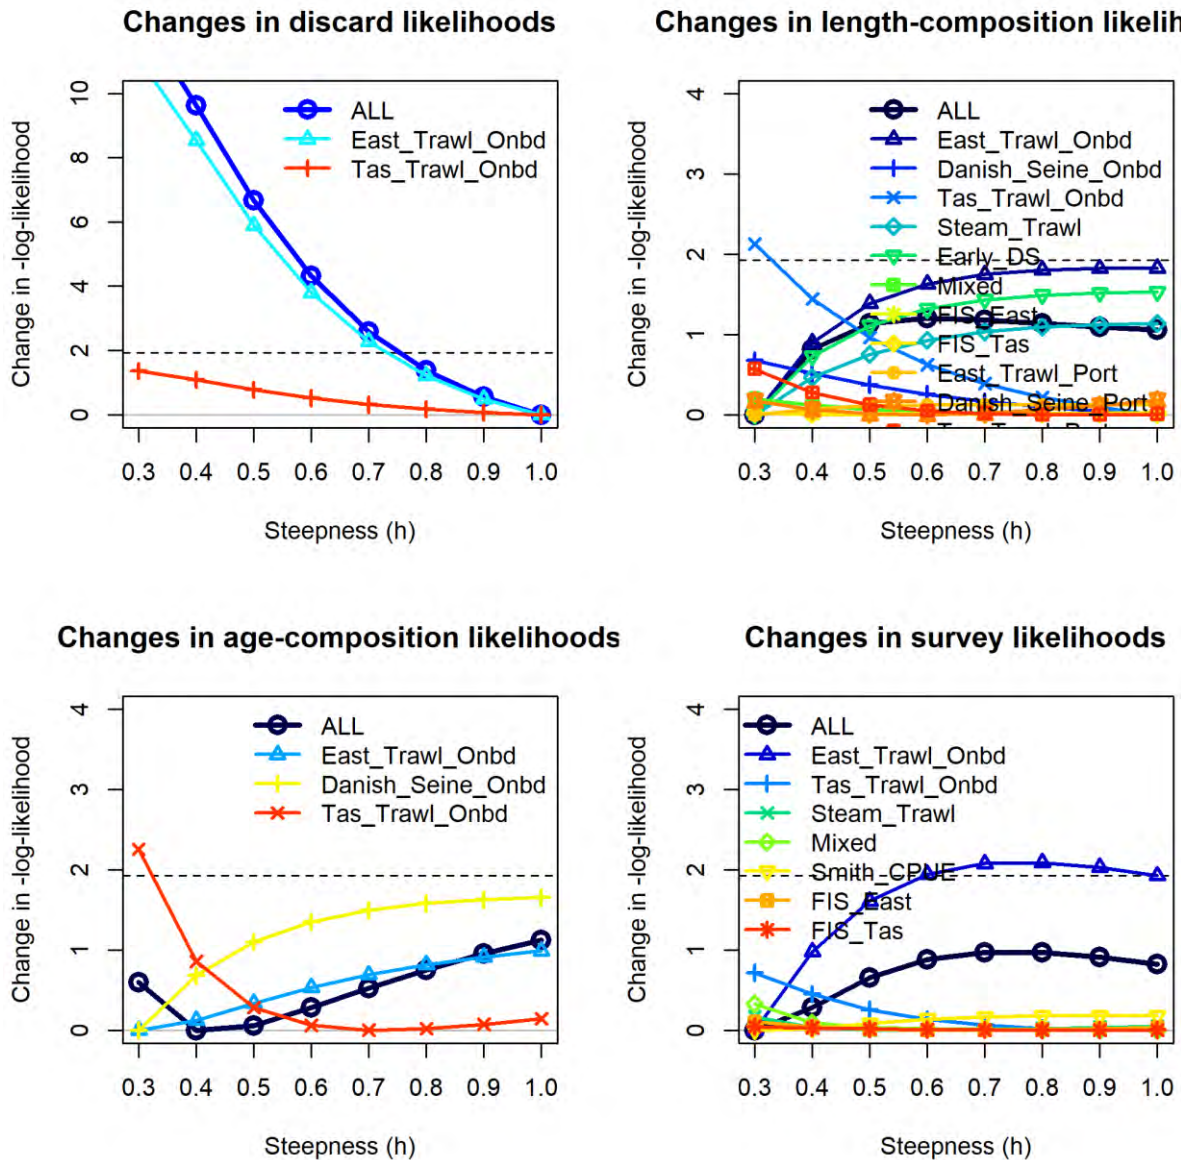 Changes in discard likelihoods
Change in -log-likelihood
10
8
6
4
2
0
ALL
East_Trawl_Onbd
Tas_Trawl_Onbd
0.3 0.4 0.5 0.6 0.7 0.8 0.9 1.0
Steepness (h)
Changes in length-composition likelih
Change in -log-likelihood
4
3
2
1
0
ALL
East_Trawl_Onbd
Danish_Seine_Onbd
Tas_Trawl_Onbd
Steam_Trawl
Early_DS
Mixed
FIS_East
FIS_Tas
East_Trawl_Port
Danish_Seine_Port
0.3 0.4 0.5 0.6 0.7 0.8 0.9 1.0
Steepness (h)
Changes in age-composition likelihoods
Change in -log-likelihood
4
3
2
1
0
ALL
East_Trawl_Onbd
Danish_Seine_Onbd
Tas_Trawl_Onbd
0.3 0.4 0.5 0.6 0.7 0.8 0.9 1.0
Steepness (h)
Changes in survey likelihoods
Change in -log-likelihood
4
3
2
1
0
ALL
East_Trawl_Onbd
Tas_Trawl_Onbd
Steam_Trawl
Mixed
Smith_CPUE
FIS_East
FIS_Tas
0.3 0.4 0.5 0.6 0.7 0.8 0.9 1.0
Steepness (h)